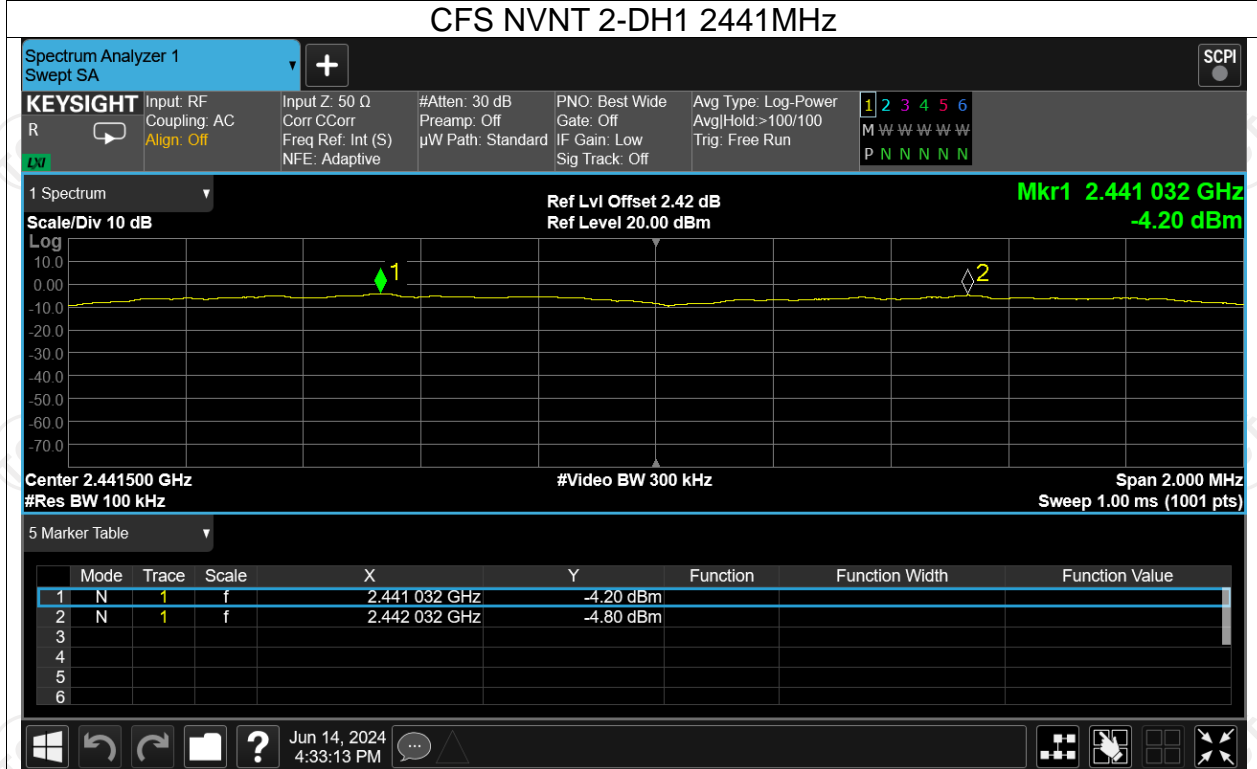 CFS NVNT 2-DH1 2441MHz
Spectrum Analyzer 1
Swept SA
SCPI
KEYSIGHT
R
LXI
Input: RF
Coupling: AC
Align: Off
Input Z: 50 Ω
Corr CCorr
Freq Ref: Int (S)
NFE: Adaptive
#Atten: 30 dB
Preamp: Off
µW Path: Standard
PNO: Best Wide
Gate: Off
IF Gain: Low
Sig Track: Off
Avg Type: Log-Power
Avg|Hold:>100/100
Trig: Free Run
1 2 3 4 5 6
M W W W W W
P N N N N N
1 Spectrum
Scale/Div 10 dB
Ref Lvl Offset 2.42 dB
Ref Level 20.00 dBm
Mkr1 2.441 032 GHz
-4.20 dBm
Log
10.0
0.00
-10.0
-20.0
-30.0
-40.0
-50.0
-60.0
-70.0
1
2
Center 2.441500 GHz
#Res BW 100 kHz
#Video BW 300 kHz
Span 2.000 MHz
Sweep 1.00 ms (1001 pts)
5 Marker Table
Mode Trace Scale X Y Function Function Width Function Value
1 N 1 f 2.441 032 GHz -4.20 dBm
2 N 1 f 2.442 032 GHz -4.80 dBm
3
4
5
6
?
Jun 14, 2024
4:33:13 PM